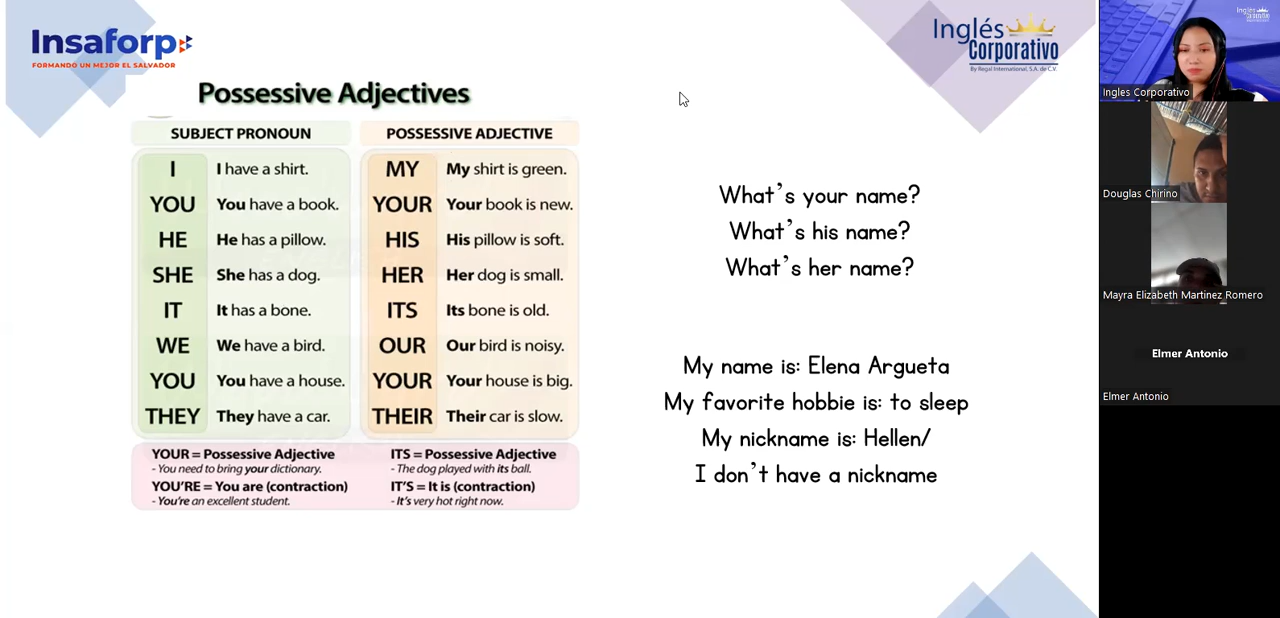 Insaforp
FORMANDO UN MEJOR EL SALVADOR
Inglés
Corporativo
By Regal International, S.A. de C.V.
Possessive Adjectives
SUBJECT PRONOUN
POSSESSIVE ADJECTIVE
I I have a shirt. MY My shirt is green.
YOU You have a book. YOUR Your book is new.
HE He has a pillow. HIS His pillow is soft.
SHE She has a dog. HER Her dog is small.
IT It has a bone. ITS Its bone is old.
WE We have a bird. OUR Our bird is noisy.
YOU You have a house. YOUR Your house is big.
THEY They have a car. THEIR Their car is slow.
YOUR = Possessive Adjective
- You need to bring your dictionary.
YOU'RE = You are (contraction)
- You're an excellent student.
ITS = Possessive Adjective
- The dog played with its ball.
IT'S = It is (contraction)
- It's very hot right now.
What's your name?
What's his name?
What's her name?
My name is: Elena Argueta
My favorite hobbie is: to sleep
My nickname is: Hellen/
I don't have a nickname
Inglés
Ingles Corporativo
Douglas Chirino
Mayra Elizabeth Martinez Romero
Elmer Antonio
Elmer Antonio